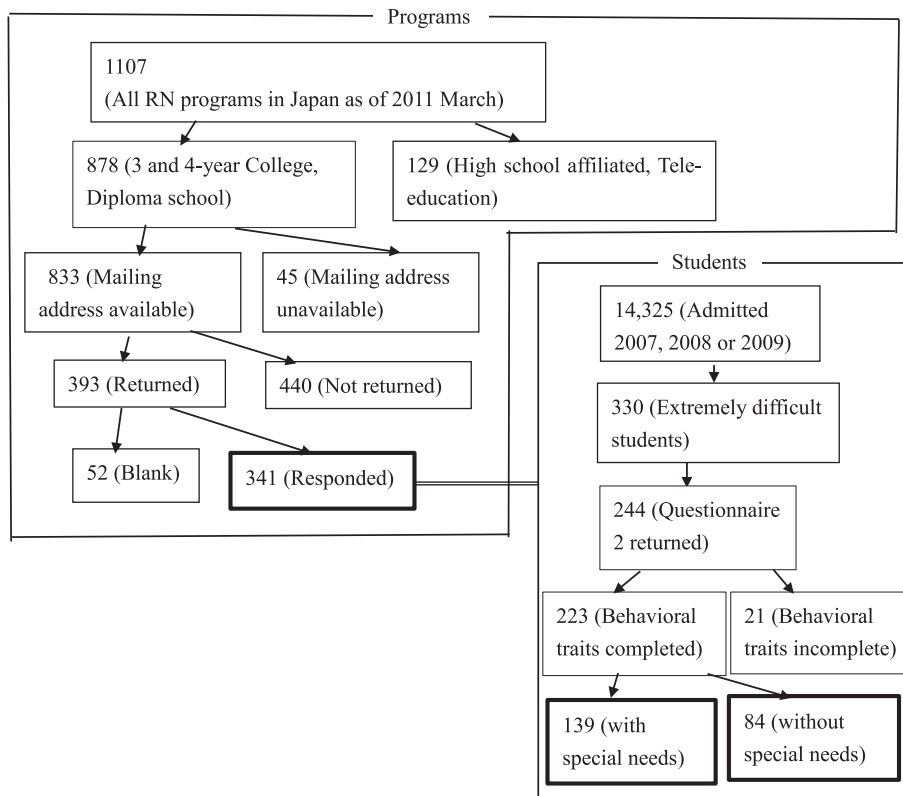 Programs
1107
(All RN programs in Japan as of 2011 March)
878 (3 and 4-year College,
Diploma school)
129 (High school affiliated, Tele-
education)
833 (Mailing
address available)
45 (Mailing address
unavailable)
393 (Returned)
440 (Not returned)
52 (Blank)
341 (Responded)
Students
14,325 (Admitted
2007, 2008 or 2009)
330 (Extremely difficult
students)
244 (Questionnaire
2 returned)
223 (Behavioral
traits completed)
21 (Behavioral
traits incomplete)
139 (with
special needs)
84 (without
special needs)